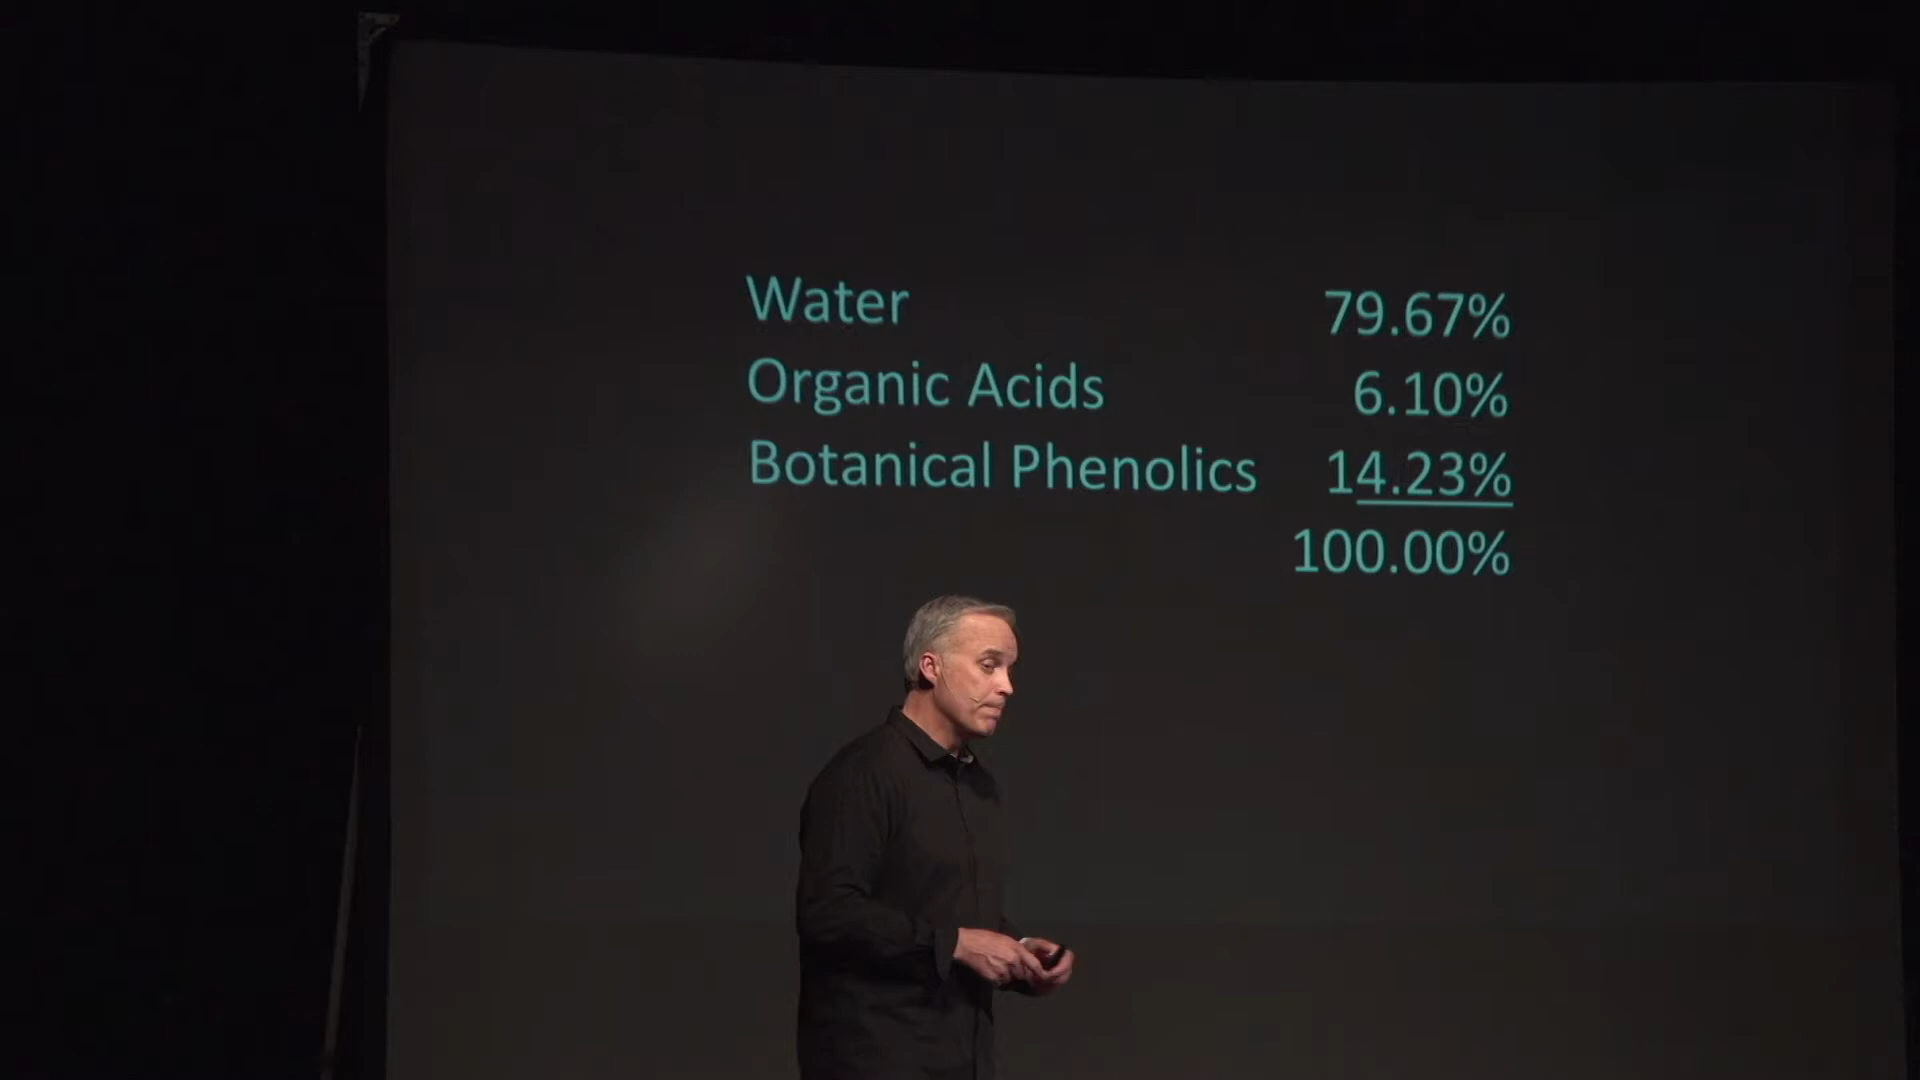 Water 79.67%
Organic Acids 6.10%
Botanical Phenolics 14.23%
100.00%